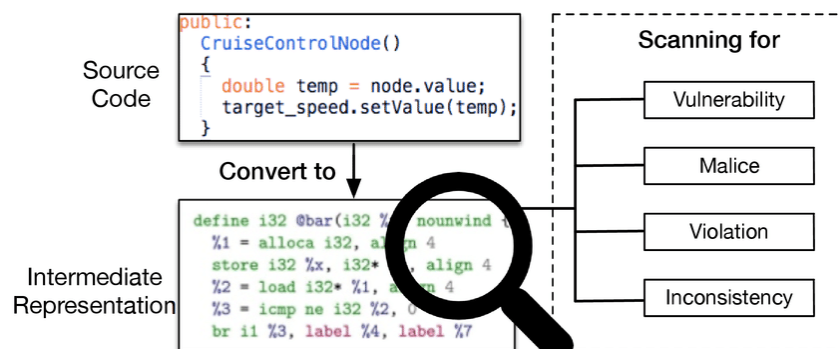 public:
CruiseControlNode()
{
double temp = node.value;
target_speed.setValue(temp);
}
Source
Code
Convert to
define i32 @bar(i32 % nounwind {
%1 = alloca i32, align 4
store i32 %x, i32* , align 4
%2 = load i32* %1, align 4
%3 = icmp ne i32 %2, 0
br i1 %3, label %4, label %7
Intermediate
Representation
Scanning for
Vulnerability
Malice
Violation
Inconsistency